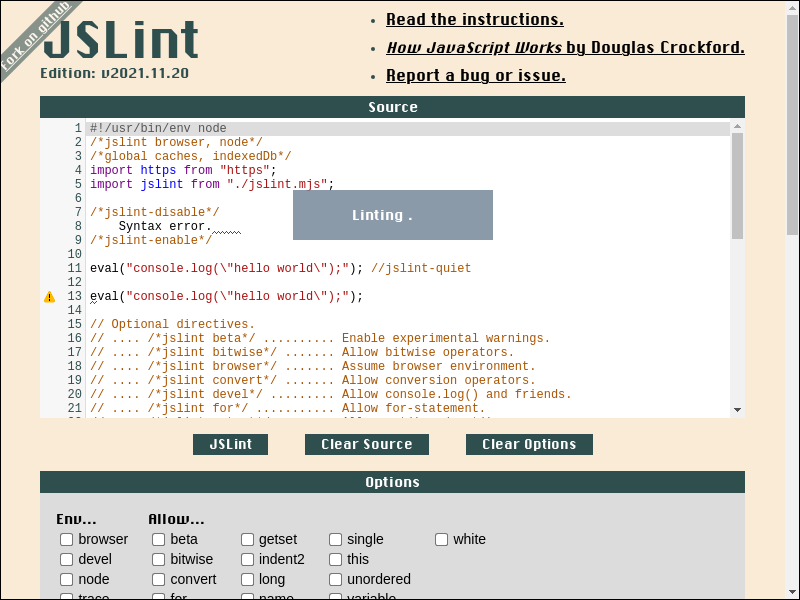 Fork on github
JSLint
Edition: v2021.11.20
Read the instructions.
How JavaScript Works by Douglas Crockford.
Report a bug or issue.
Source
1 #!/usr/bin/env node
2 /*jslint browser, node*/
3 /*global caches, indexedDb*/
4 import https from "https";
5 import jslint from "./jslint.mjs";
6
Linting .
7 /*jslint-disable*/
8 Syntax error.
9 /*jslint-enable*/
10
11 eval("console.log(\"hello world\");"); //jslint-quiet
12
13 eval("console.log(\"hello world\");");
14
15 // Optional directives.
16 // .... /*jslint beta*/ .......... Enable experimental warnings.
17 // .... /*jslint bitwise*/ ....... Allow bitwise operators.
18 // .... /*jslint browser*/ ....... Assume browser environment.
19 // .... /*jslint convert*/ ....... Allow conversion operators.
20 // .... /*jslint devel*/ ......... Allow console.log() and friends.
21 // .... /*jslint for*/ ........... Allow for-statement.
JSLint Clear Source Clear Options
Options
Env... Allow...
browser beta getset single white
devel bitwise indent2 this
node convert long unordered
trace for name variable